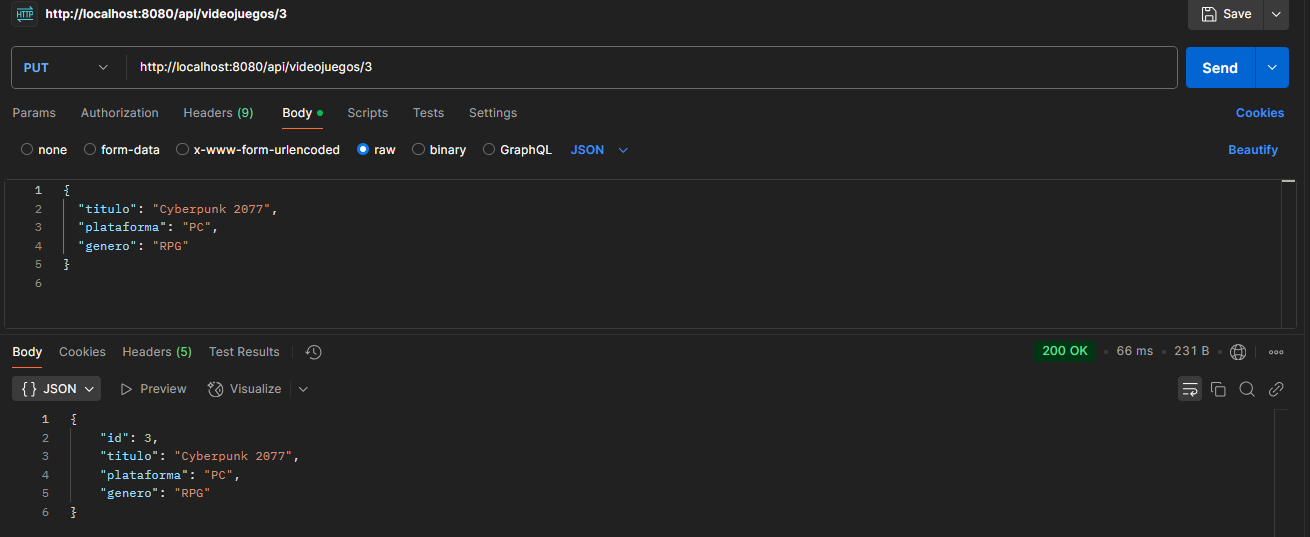 HTTP http://localhost:8080/api/videojuegos/3 Save
PUT http://localhost:8080/api/videojuegos/3 Send
Params Authorization Headers (9) Body Scripts Tests Settings Cookies
none form-data x-www-form-urlencoded raw binary GraphQL JSON Beautify
1 {
2 "titulo": "Cyberpunk 2077",
3 "plataforma": "PC",
4 "genero": "RPG"
5 }
6
Body Cookies Headers (5) Test Results 200 OK • 66 ms • 231 B
{} JSON Preview Visualize
1 {
2 "id": 3,
3 "titulo": "Cyberpunk 2077",
4 "plataforma": "PC",
5 "genero": "RPG"
6 }